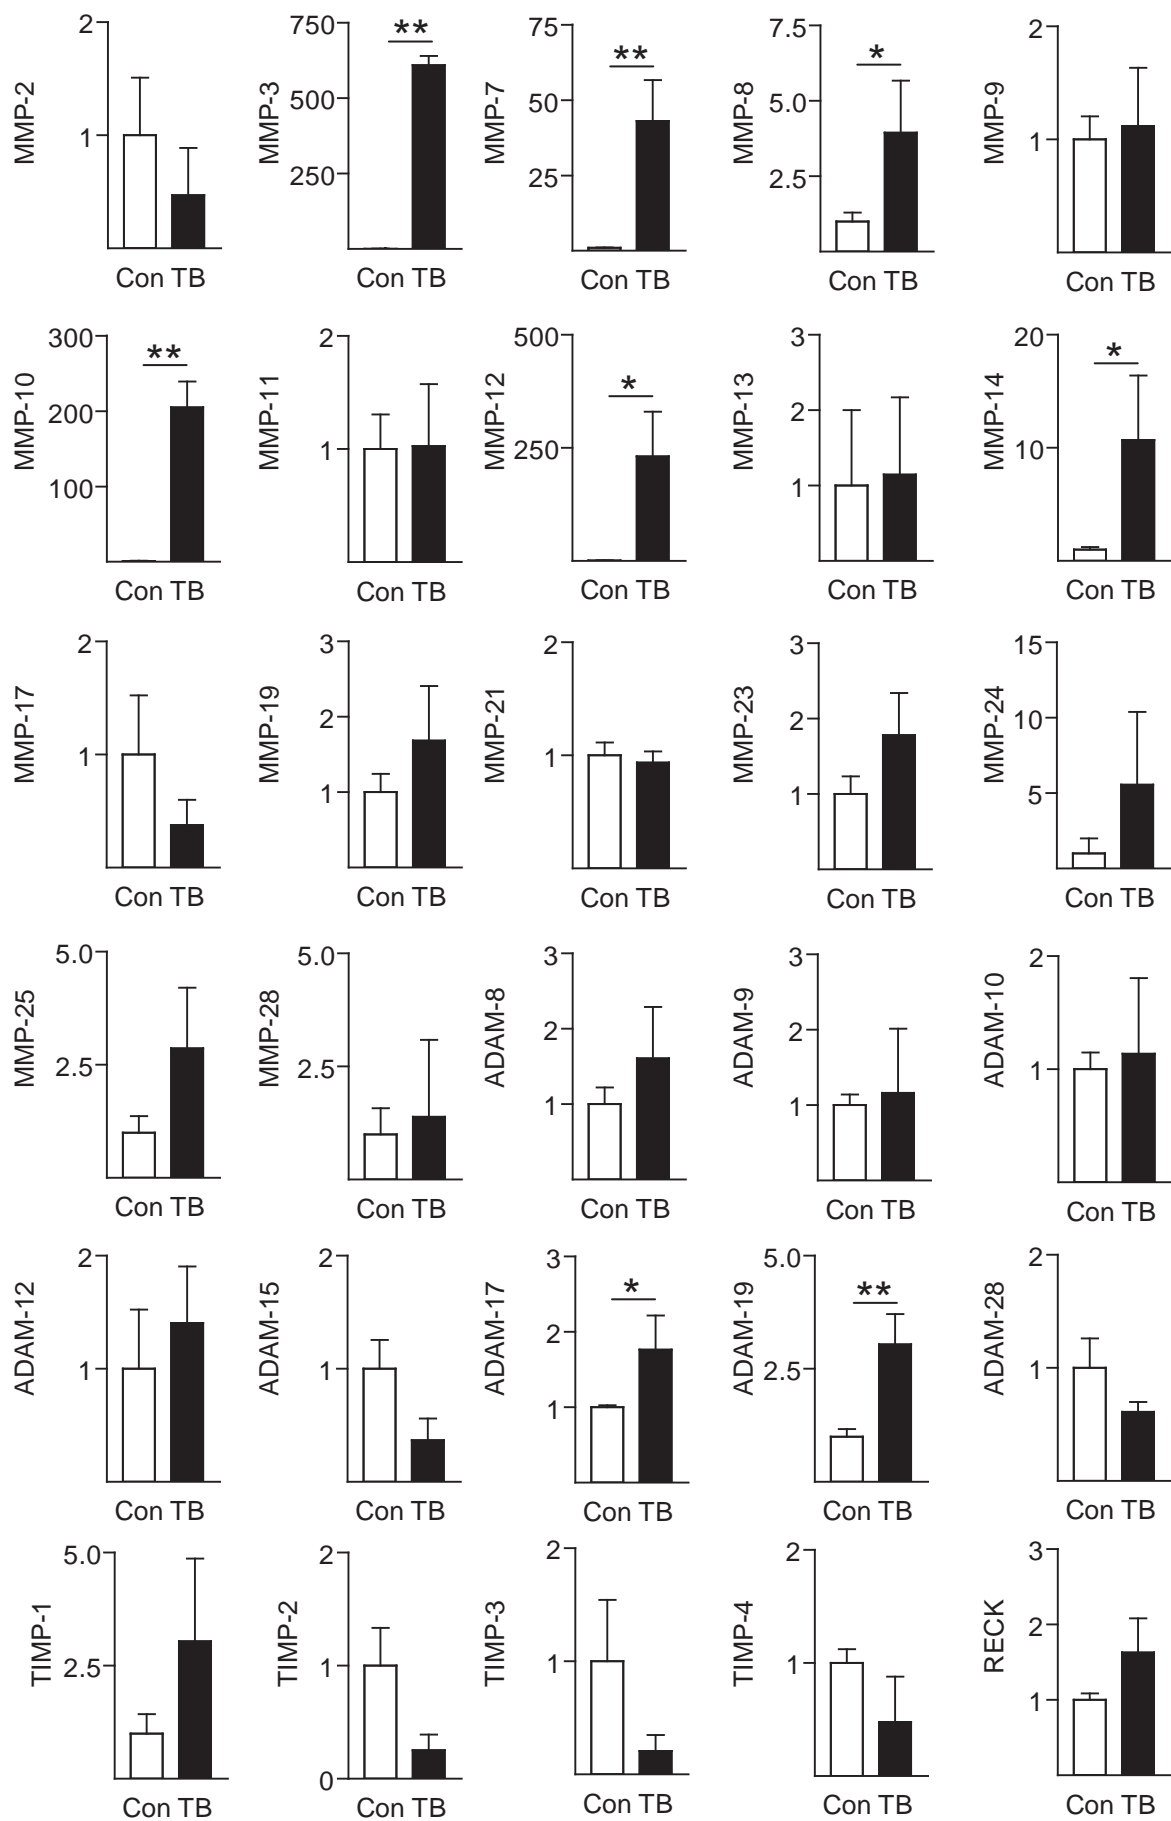 MMP-2
2
1
Con TB
MMP-3
750
500
250
**
Con TB
MMP-7
75
50
25
**
Con TB
MMP-8
7.5
5.0
2.5
*
Con TB
MMP-9
2
1
Con TB
MMP-10
300
200
100
**
Con TB
MMP-11
2
1
Con TB
MMP-12
500
250
*
Con TB
MMP-13
3
2
1
Con TB
MMP-14
20
10
*
Con TB
MMP-17
2
1
Con TB
MMP-19
3
2
1
Con TB
MMP-21
2
1
Con TB
MMP-23
3
2
1
Con TB
MMP-24
15
10
5
Con TB
MMP-25
5.0
2.5
Con TB
MMP-28
5.0
2.5
Con TB
ADAM-8
3
2
1
Con TB
ADAM-9
3
2
1
Con TB
ADAM-10
2
1
Con TB
ADAM-12
2
1
Con TB
ADAM-15
2
1
Con TB
ADAM-17
3
2
1
*
Con TB
ADAM-19
5.0
2.5
**
Con TB
ADAM-28
2
1
Con TB
TIMP-1
5.0
2.5
Con TB
TIMP-2
2
1
0
Con TB
TIMP-3
2
1
Con TB
TIMP-4
2
1
Con TB
RECK
3
2
1
Con TB